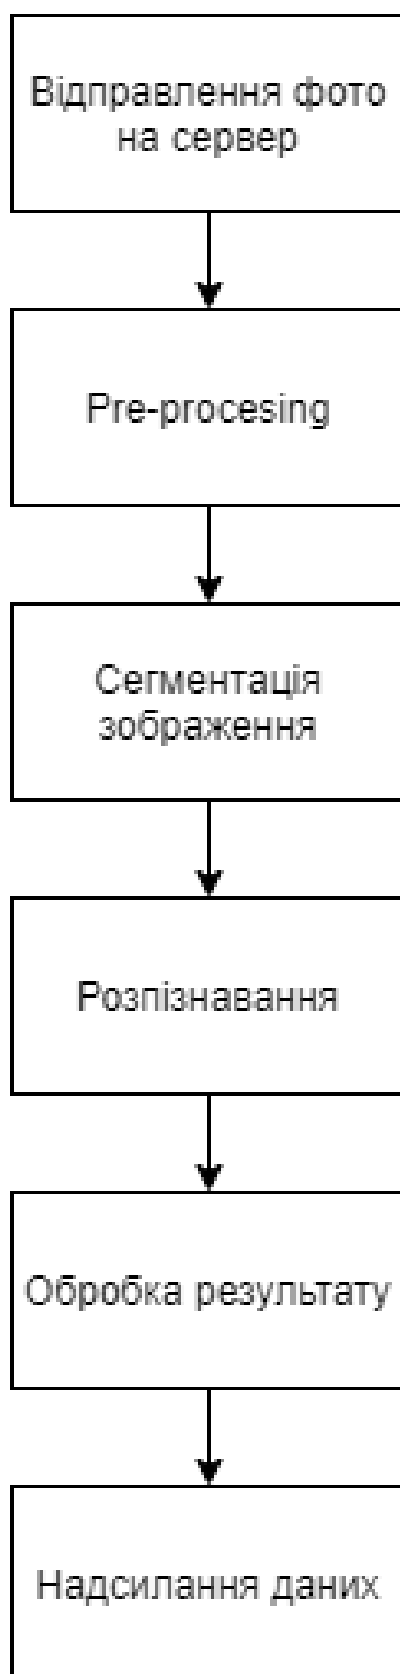 Відправлення фото
на сервер
Pre-procesing
Сегментація
зображення
Розпізнавання
Обробка результату
Надсилання даних